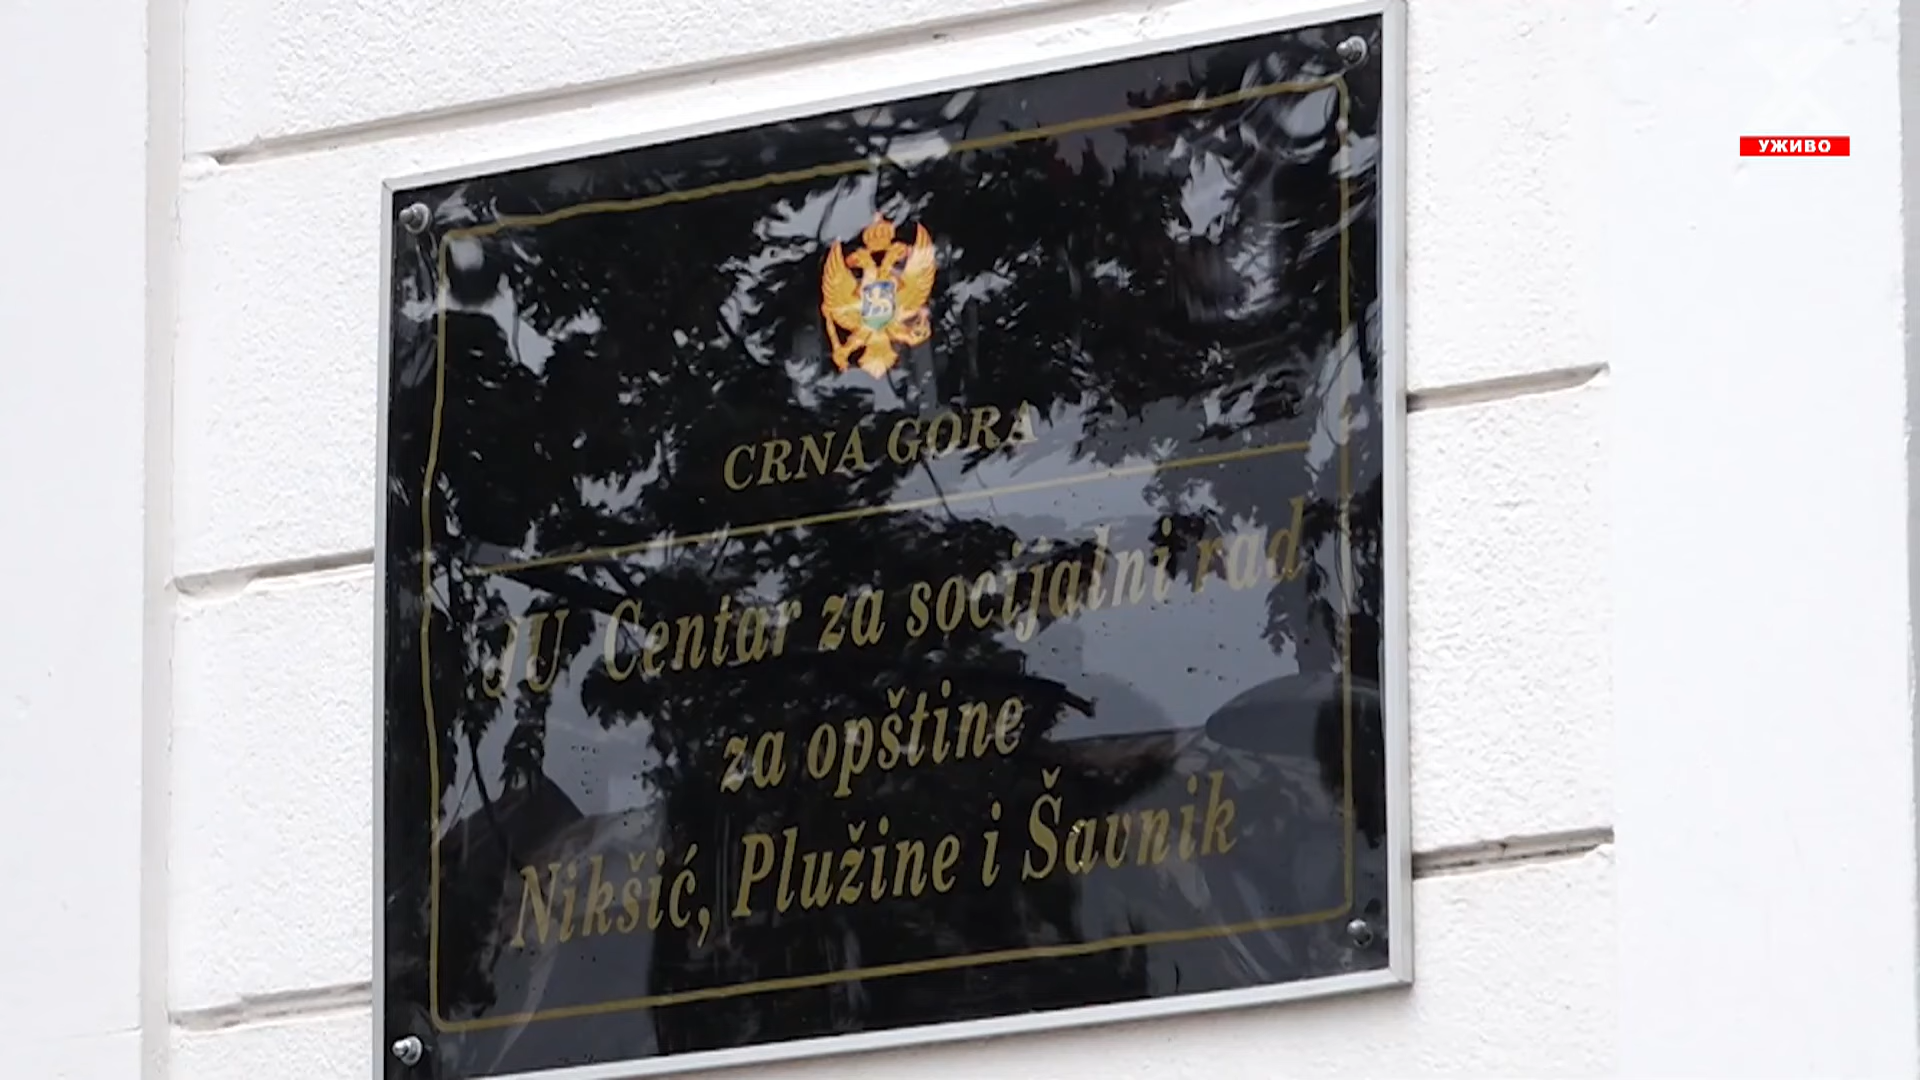 УЖИВО
CRNA GORA
JU Centar za socijalni rad
za opštine
Nikšić, Plužine i Šavnik